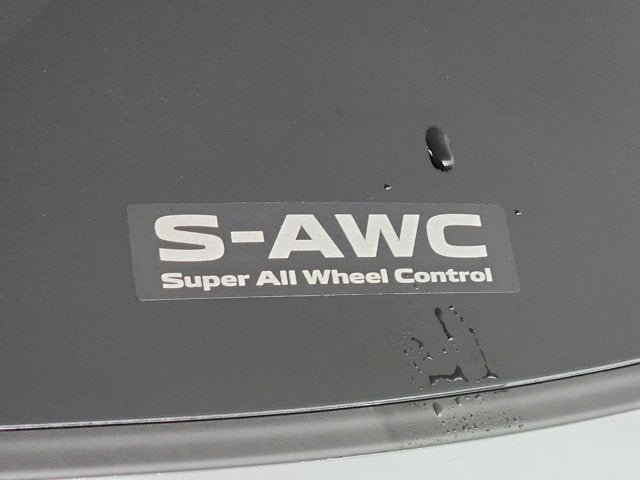 S-AWC
Super All Wheel Control